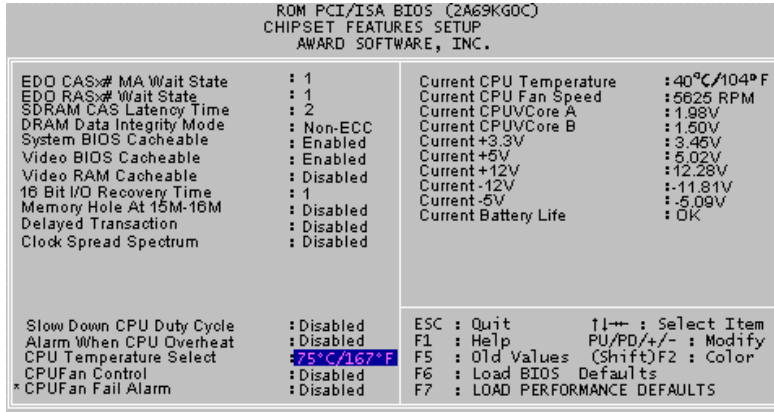 ROM PCI/ISA BIOS (2A69KGOC)
CHIPSET FEATURES SETUP
AWARD SOFTWARE, INC.
EDO CASx# MA Wait State : 1
EDO RASx# Wait State : 1
SDRAM CAS Latency Time : 2
DRAM Data Integrity Mode : Non-ECC
System BIOS Cacheable : Enabled
Video BIOS Cacheable : Enabled
Video RAM Cacheable : Disabled
16 Bit I/O Recovery Time : 1
Memory Hole At 15M-16M : Disabled
Delayed Transaction : Disabled
Clock Spread Spectrum : Disabled
Slow Down CPU Duty Cycle : Disabled
Alarm When CPU Overheat : Disabled
CPU Temperature Select : 75°C/167°F
CPUFan Control : Disabled
* CPUFan Fail Alarm : Disabled
Current CPU Temperature : 40°C/104°F
Current CPU Fan Speed : 5625 RPM
Current CPUVCore A : 1.98V
Current CPUVCore B : 1.50V
Current +3.3V : 3.45V
Current +5V : 5.02V
Current +12V : 12.28V
Current -12V : -11.81V
Current -5V : -5.09V
Current Battery Life : OK
ESC : Quit ↑↓→← : Select Item
F1 : Help PU/PD/+/- : Modify
F5 : Old Values (Shift)F2 : Color
F6 : Load BIOS Defaults
F7 : LOAD PERFORMANCE DEFAULTS